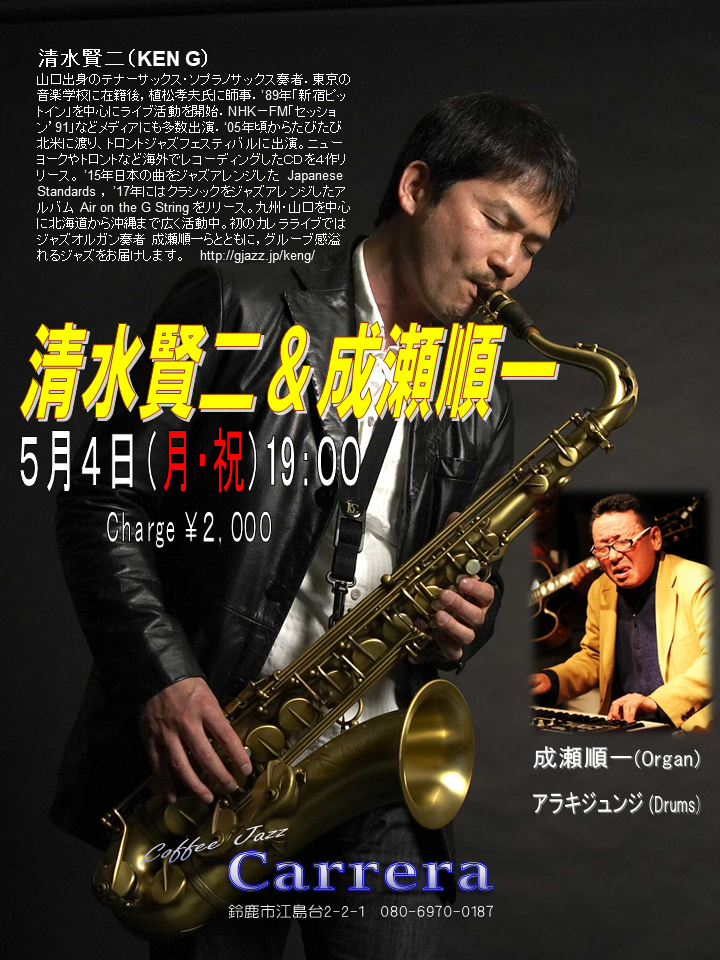 清水賢二（KEN G）
山口出身のテナーサックス・ソプラノサックス奏者．東京の
音楽学校に在籍後，植松孝夫氏に師事．’89年「新宿ピッ
トイン」を中心にライブ活動を開始．NHK－FM「セッショ
ン’91」などメディアにも多数出演．‘05年頃からたびたび
北米に渡り、トロントジャズフェスティバルに出演。ニュー
ヨークやトロントなど海外でレコーディングしたCDを4作リ
リース。’15年日本の曲をジャズアレンジした Japanese
Standards ，’17年にはクラシックをジャズアレンジしたア
ルバム Air on the G String をリリース。九州・山口を中心
に北海道から沖縄まで広く活動中。初のカレラライブでは
ジャズオルガン奏者 成瀬順一らとともに，グルーブ感溢
れるジャズをお届けします。 http://gjazz.jp/keng/
清水賢二＆成瀬順一
５月４日（月・祝）19：00
Charge ￥2,000
成瀬順一(Organ)
アラキジュンジ(Drums)
Coffee Jazz
Carrera
鈴鹿市江島台2-2-1 080-6970-0187